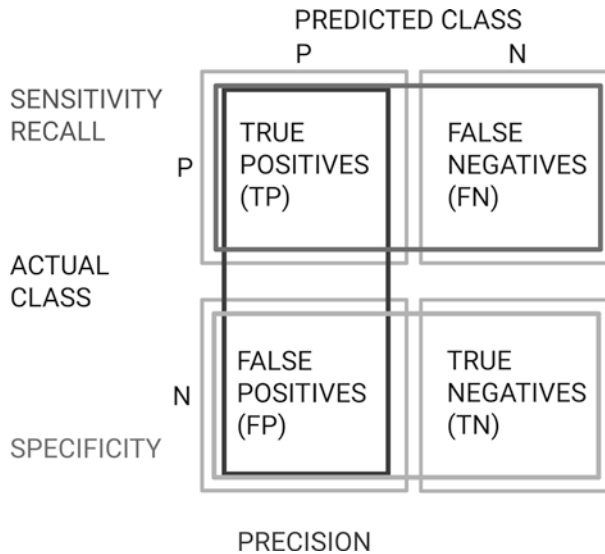 PREDICTED CLASS
P N
SENSITIVITY
RECALL
P
TRUE
POSITIVES
(TP)
FALSE
NEGATIVES
(FN)
ACTUAL
CLASS
N
FALSE
POSITIVES
(FP)
TRUE
NEGATIVES
(TN)
SPECIFICITY
PRECISION